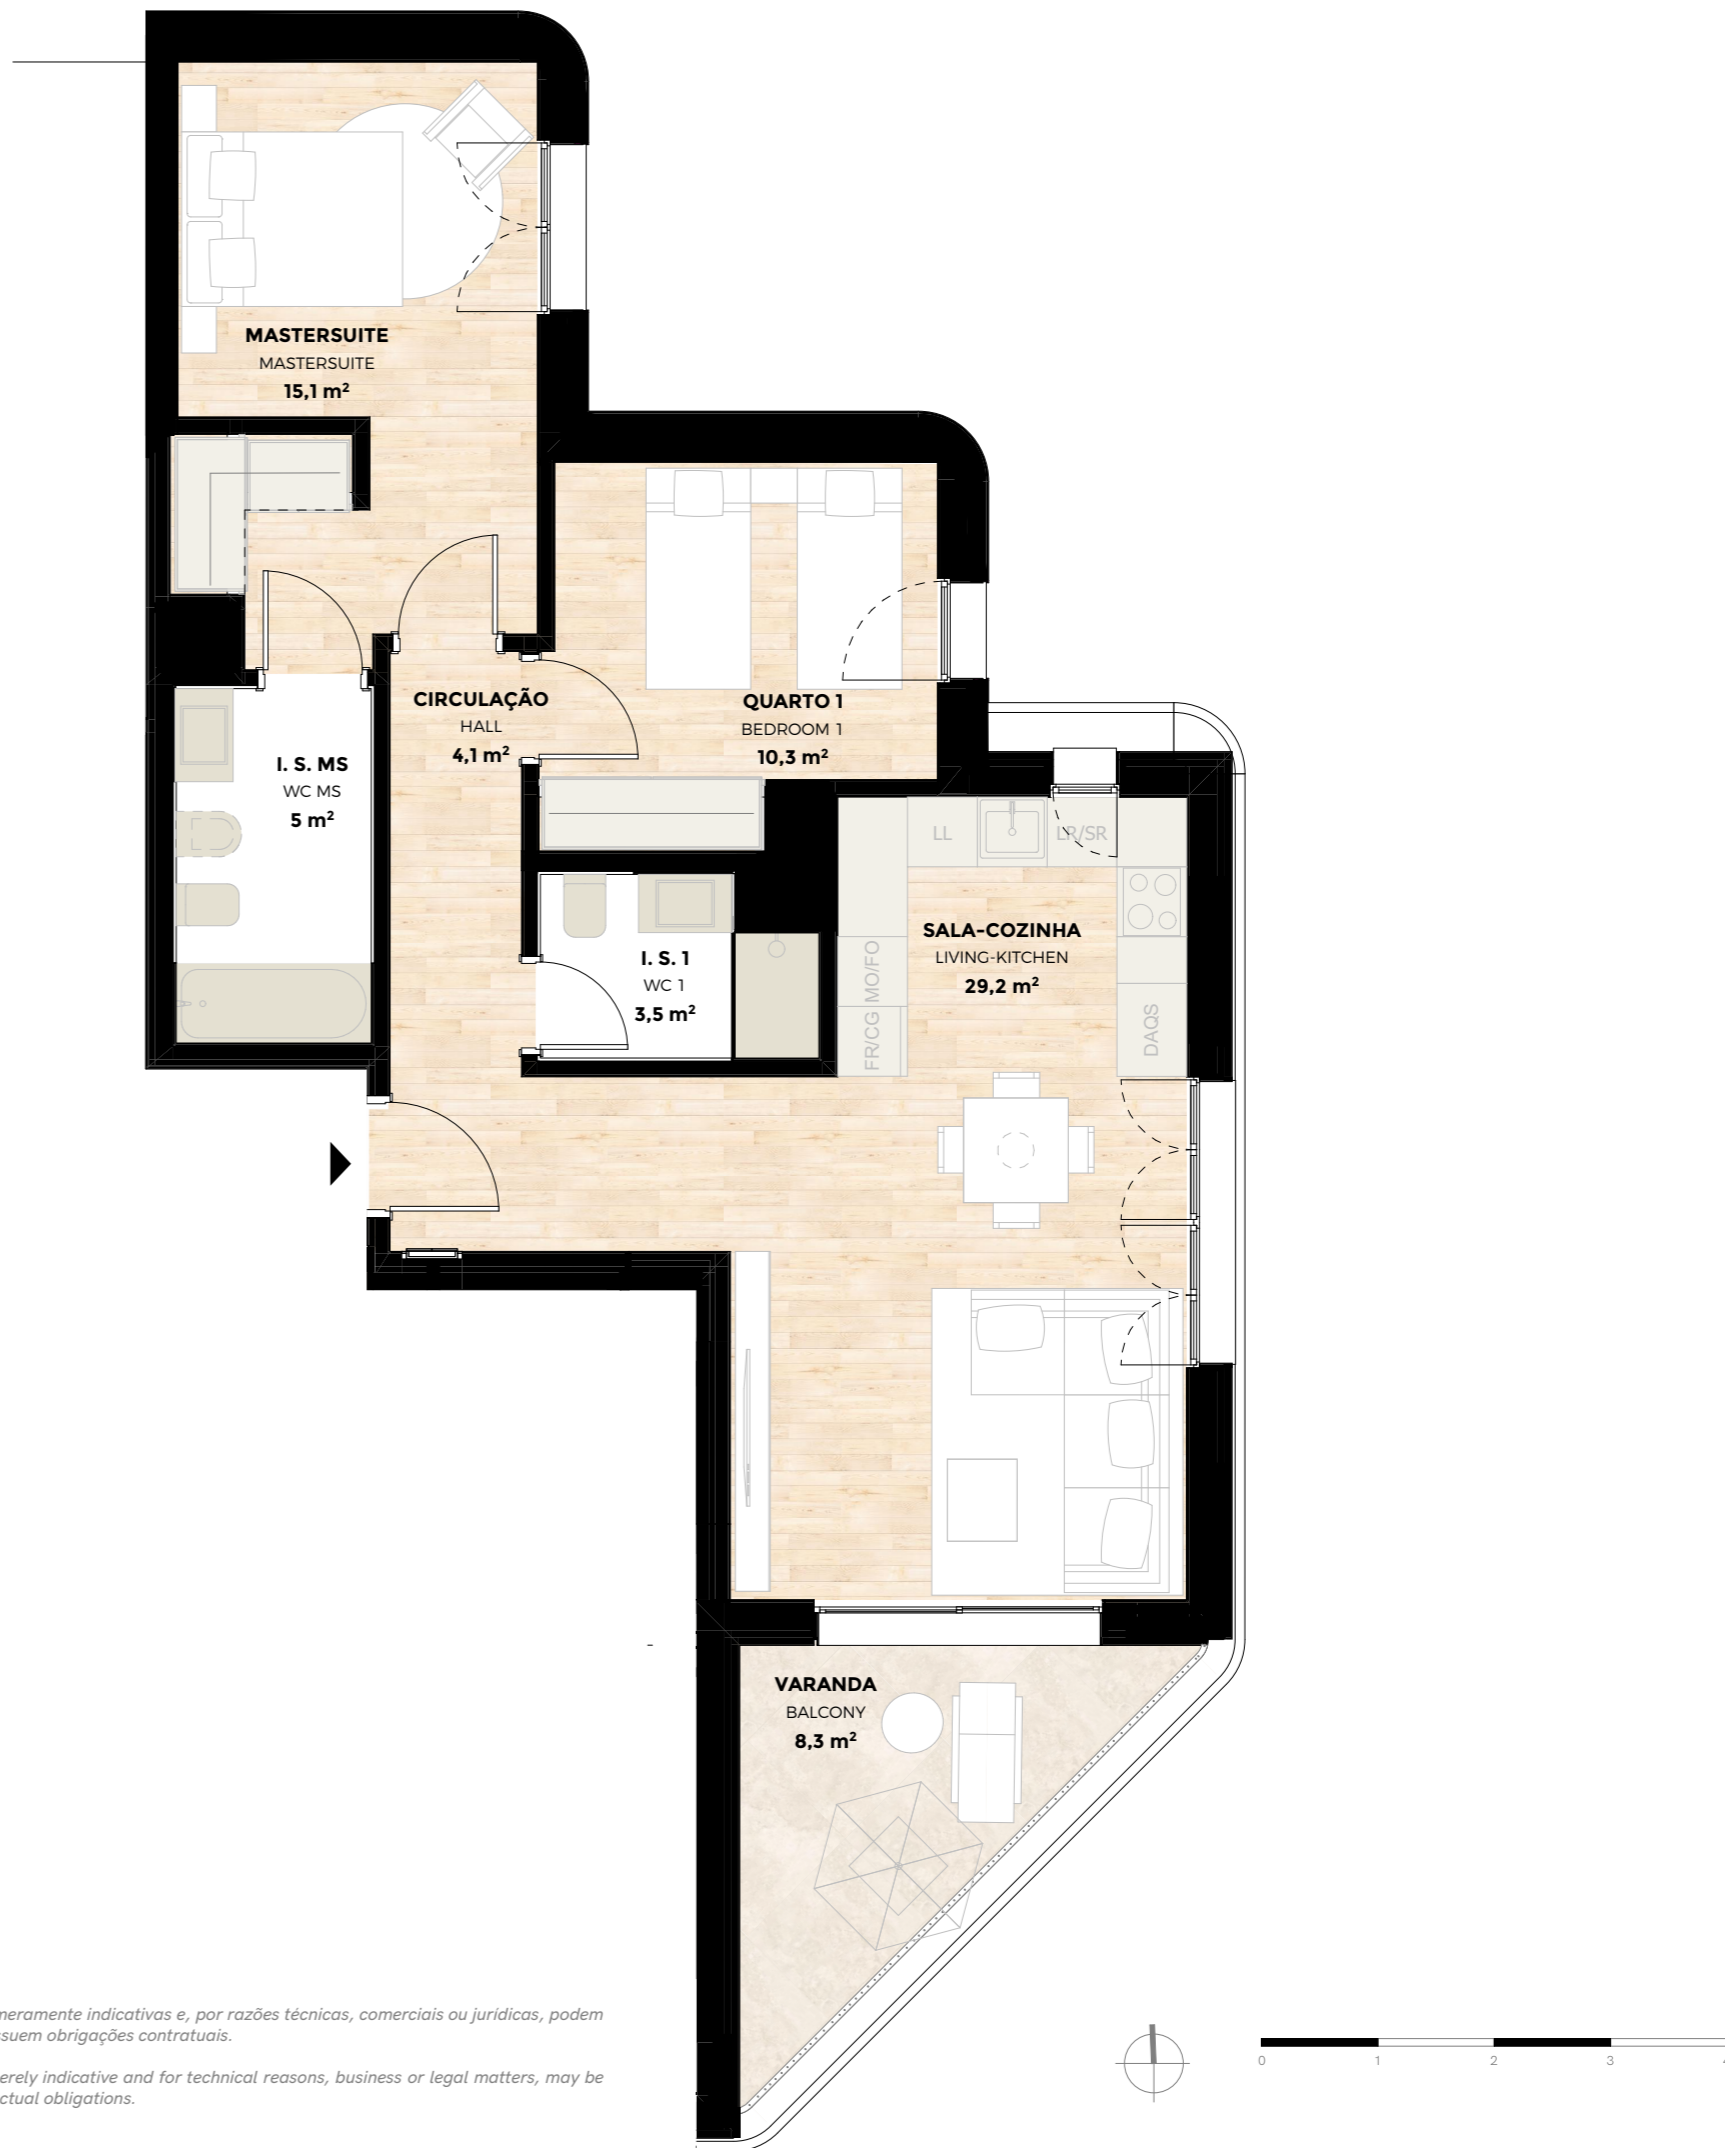 MASTERSUITE
MASTERSUITE
15,1 m²
CIRCULAÇÃO
HALL
4,1 m²
QUARTO 1
BEDROOM 1
10,3 m²
I. S. MS
WC MS
5 m²
LL
LR/SR
I. S. 1
WC 1
3,5 m²
SALA-COZINHA
LIVING-KITCHEN
29,2 m²
MO/FO
FR/CG
DAQS
VARANDA
BALCONY
8,3 m²
meramente indicativas e, por razões técnicas, comerciais ou jurídicas, podem
ssuem obrigações contratuais.
erely indicative and for technical reasons, business or legal matters, may be
ctual obligations.
0 1 2 3